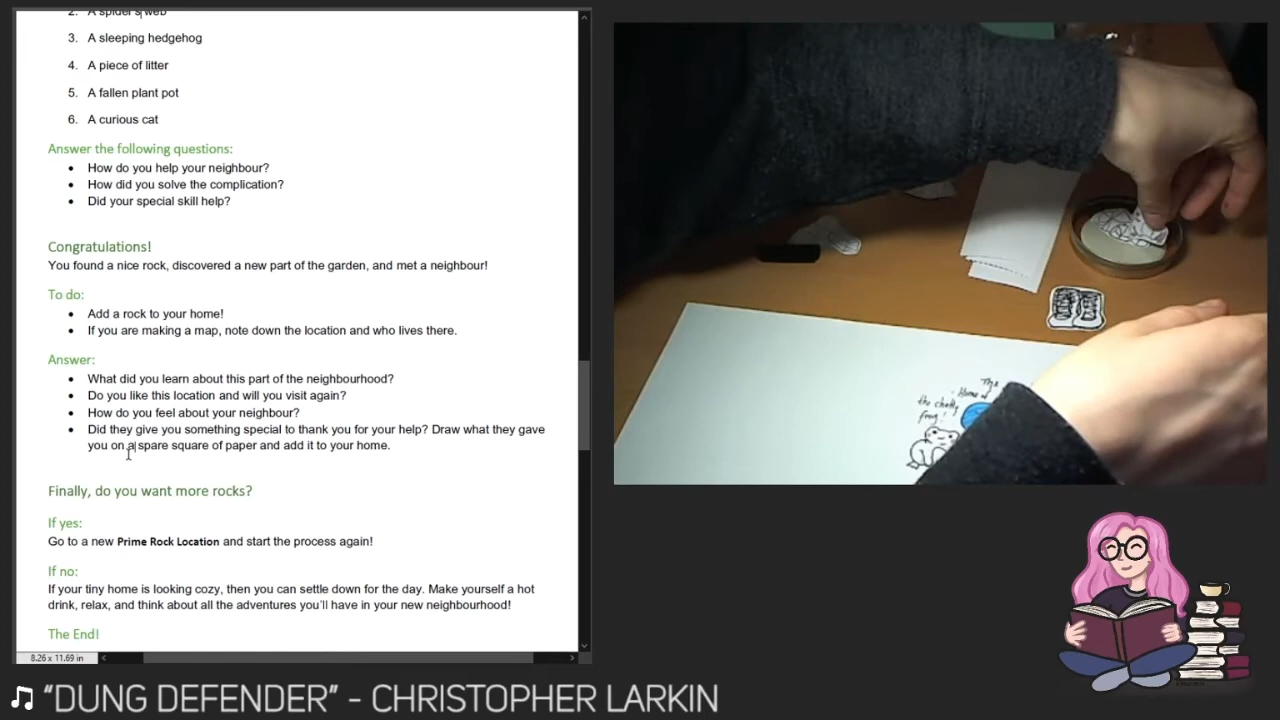 2. A spider's web
3. A sleeping hedgehog
4. A piece of litter
5. A fallen plant pot
6. A curious cat
Answer the following questions:
• How do you help your neighbour?
• How did you solve the complication?
• Did your special skill help?
Congratulations!
You found a nice rock, discovered a new part of the garden, and met a neighbour!
To do:
• Add a rock to your home!
• If you are making a map, note down the location and who lives there.
Answer:
• What did you learn about this part of the neighbourhood?
• Do you like this location and will you visit again?
• How do you feel about your neighbour?
• Did they give you something special to thank you for your help? Draw what they gave
you on a spare square of paper and add it to your home.
Finally, do you want more rocks?
If yes:
Go to a new Prime Rock Location and start the process again!
If no:
If your tiny home is looking cozy, then you can settle down for the day. Make yourself a hot
drink, relax, and think about all the adventures you'll have in your new neighbourhood!
The End!
8.26 x 11.69 in
The
Home of
the chatty
frog!
"DUNG DEFENDER" - CHRISTOPHER LARKIN